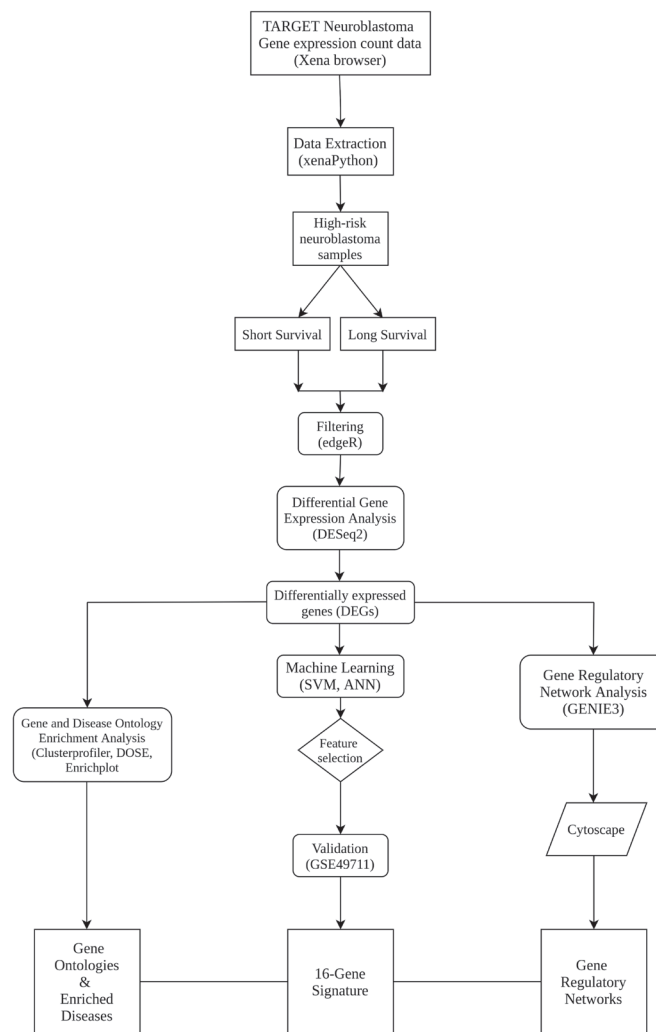 TARGET Neuroblastoma
Gene expression count data
(Xena browser)
Data Extraction
(xenaPython)
High-risk
neuroblastoma
samples
Short Survival
Long Survival
Filtering
(edgeR)
Differential Gene
Expression Analysis
(DESeq2)
Differentially expressed
genes (DEGs)
Gene and Disease Ontology
Enrichment Analysis
(Clusterprofiler, DOSE,
Enrichplot
Machine Learning
(SVM, ANN)
Gene Regulatory
Network Analysis
(GENIE3)
Feature
selection
Validation
(GSE49711)
Cytoscape
Gene
Ontologies
&
Enriched
Diseases
16-Gene
Signature
Gene
Regulatory
Networks